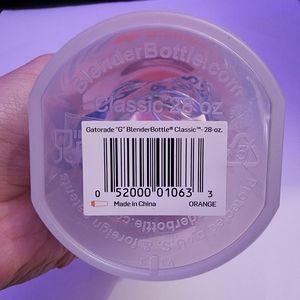 BlenderBottle.com
Classic 28 oz
Gatorade "G" BlenderBottle® Classic™- 28-oz.
0 52000 01063 3
Made in China
ORANGE